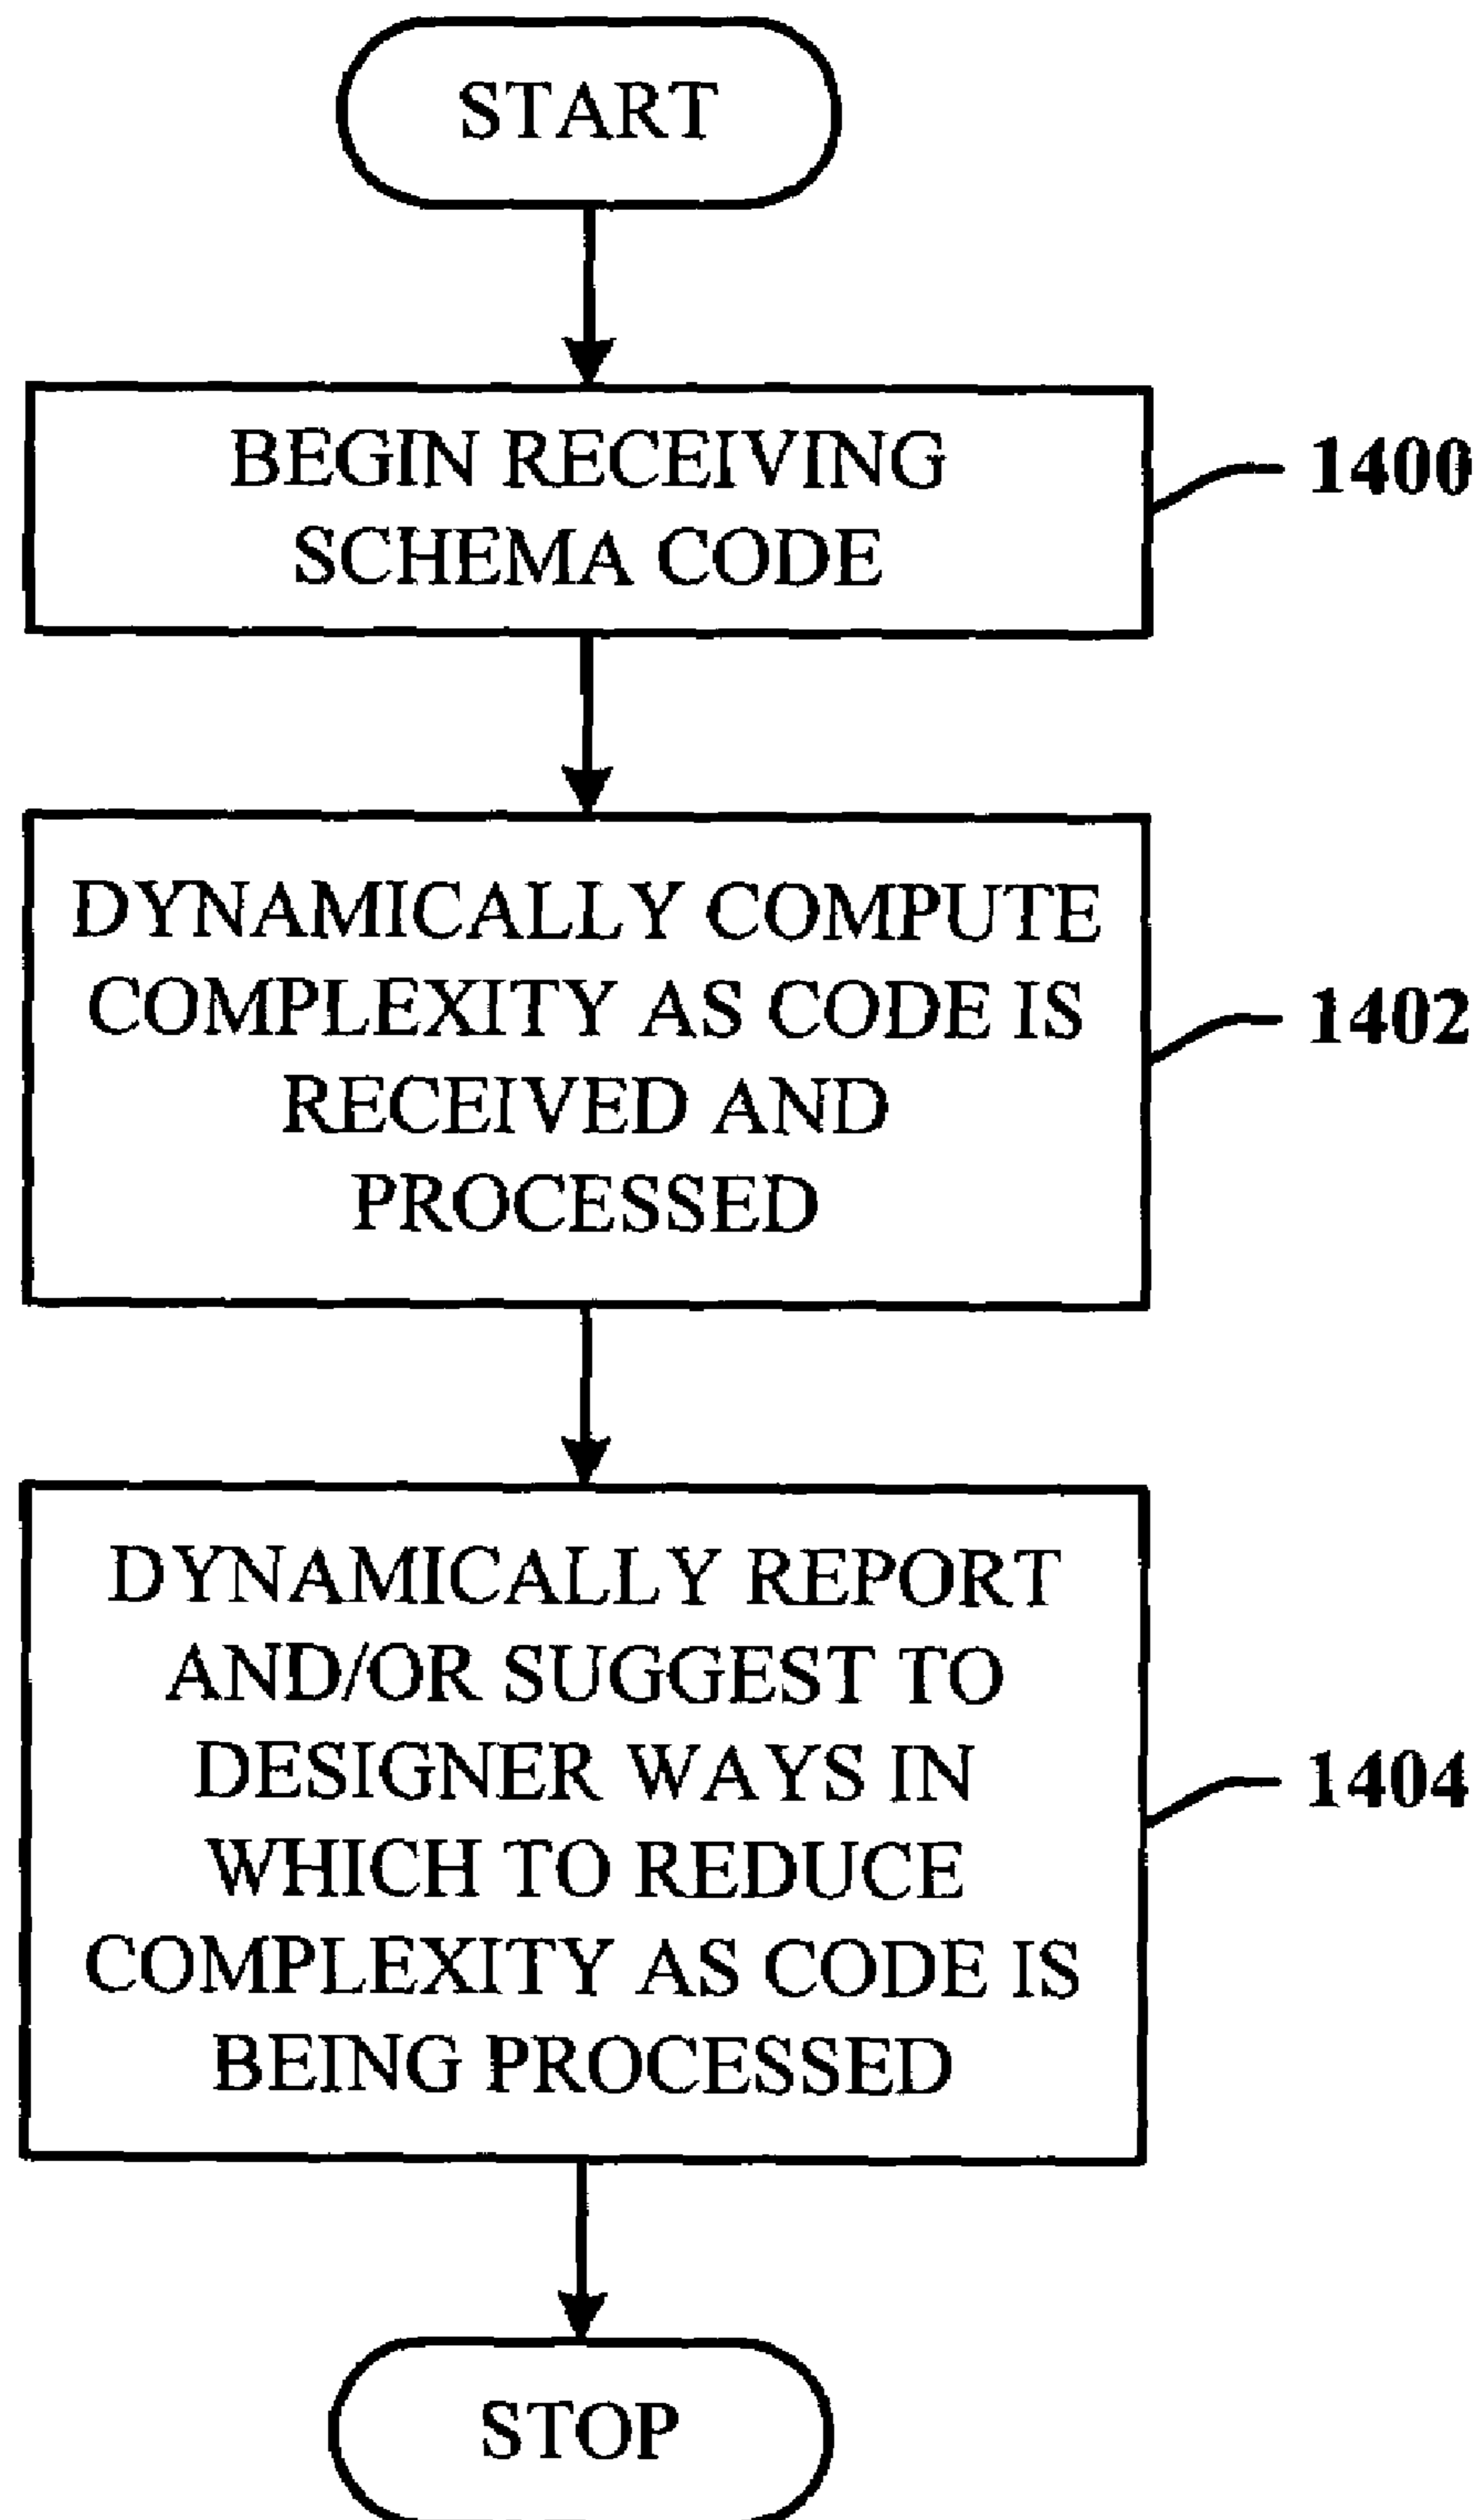 START
BEGIN RECEIVING
SCHEMA CODE
1400
DYNAMICALLY COMPUTE
COMPLEXITY AS CODE IS
RECEIVED AND
PROCESSED
1402
DYNAMICALLY REPORT
AND/OR SUGGEST TO
DESIGNER WAYS IN
WHICH TO REDUCE
COMPLEXITY AS CODE IS
BEING PROCESSED
1404
STOP